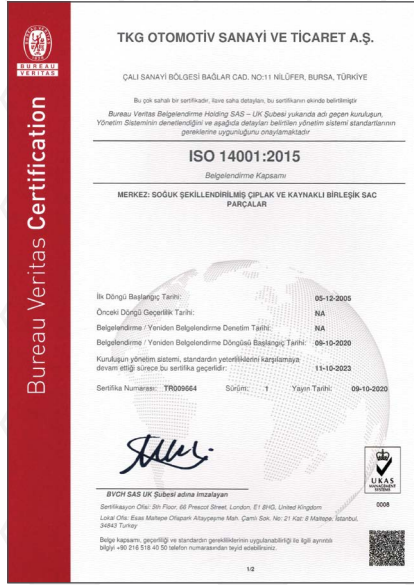 BUREAU
VERITAS
Bureau Veritas Certification
TKG OTOMOTİV SANAYİ VE TİCARET A.Ş.
ÇALI SANAYİ BÖLGESİ BAĞLAR CAD. NO:11 NİLÜFER, BURSA, TÜRKİYE
Bu çok sahalı bir sertifikadır, ilave saha detayları, bu sertifikanın ekinde belirtilmiştir
Bureau Veritas Belgelendirme Holding SAS – UK Şubesi yukarıda adı geçen kuruluşun,
Yönetim Sisteminin denetlendiğini ve aşağıda detayları belirtilen yönetim sistemi standartlarının
gereklerine uygunluğunu onaylamaktadır
ISO 14001:2015
Belgelendirme Kapsamı
MERKEZ: SOĞUK ŞEKİLLENDİRİLMİŞ ÇIPLAK VE KAYNAKLI BİRLEŞİK SAC
PARÇALAR
İlk Döngü Başlangıç Tarihi: 05-12-2005
Önceki Döngü Geçerlilik Tarihi: NA
Belgelendirme / Yeniden Belgelendirme Denetim Tarihi: NA
Belgelendirme / Yeniden Belgelendirme Döngüsü Başlangıç Tarihi: 09-10-2020
Kuruluşun yönetim sistemi, standardın yeterliliklerini karşılamaya
devam ettiği sürece bu sertifika geçerlidir: 11-10-2023
Sertifika Numarası: TR009664 Sürüm: 1 Yayın Tarihi: 09-10-2020
BVCH SAS UK Şubesi adına imzalayan
Sertifikasyon Ofisi: 5th Floor, 66 Prescot Street, London, E1 8HG, United Kingdom
Lokal Ofis: Esas Maltepe Ofispark Altayçeşme Mah. Çamlı Sok. No: 21 Kat: 8 Maltepe, İstanbul,
34843 Turkey
Belge kapsamı, geçerliliği ve standardın gerekliliklerinin uygulanabilirliği ile ilgili ayrıntılı
bilgiyi +90 216 518 40 50 telefon numarasından teyid edebilirsiniz.
UKAS
MANAGEMENT
SYSTEMS
0008
1/2